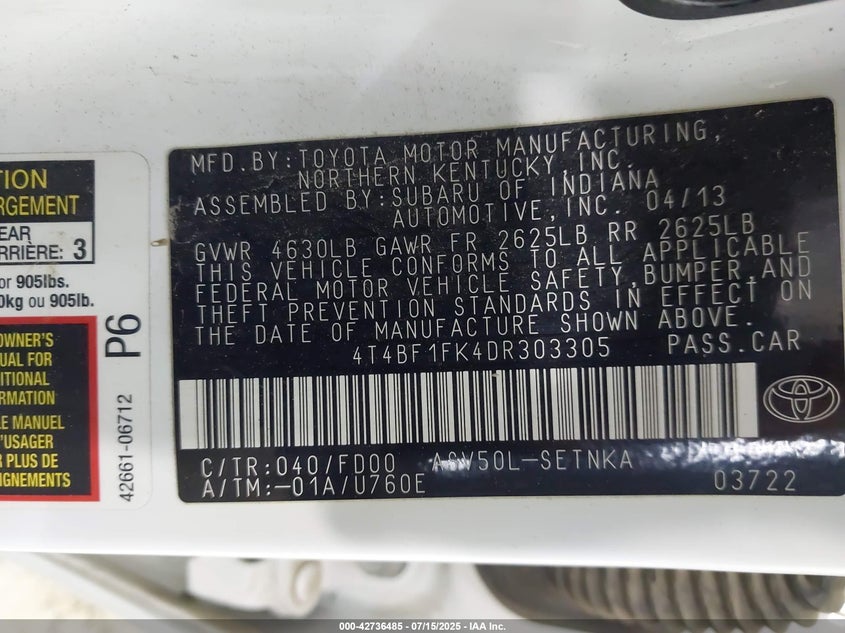 TION
RGEMENT
EAR
RRIÈRE: 3
or 905lbs.
0kg ou 905lb.
OWNER'S
UAL FOR
ITIONAL
RMATION
LE MANUEL
'USAGER
IGNEMENTS
P6
42661-06712
MFD.BY:TOYOTA MOTOR MANUFACTURING,
NORTHERN KENTUCKY,INC.
ASSEMBLED BY:SUBARU OF INDIANA
AUTOMOTIVE,INC. 04/13
GVWR 4630LB GAWR FR 2625LB RR 2625LB
THIS VEHICLE CONFORMS TO ALL APPLICABLE
FEDERAL MOTOR VEHICLE SAFETY,BUMPER,AND
THEFT PREVENTION STANDARDS IN EFFECT ON
THE DATE OF MANUFACTURE SHOWN ABOVE.
4T4BF1FK4DR303305 PASS.CAR
C/TR:040/FD00 ASV50L-SETNKA
A/TM:-01A/U760E 03722
000-42736485 - 07/15/2025 - IAA Inc.